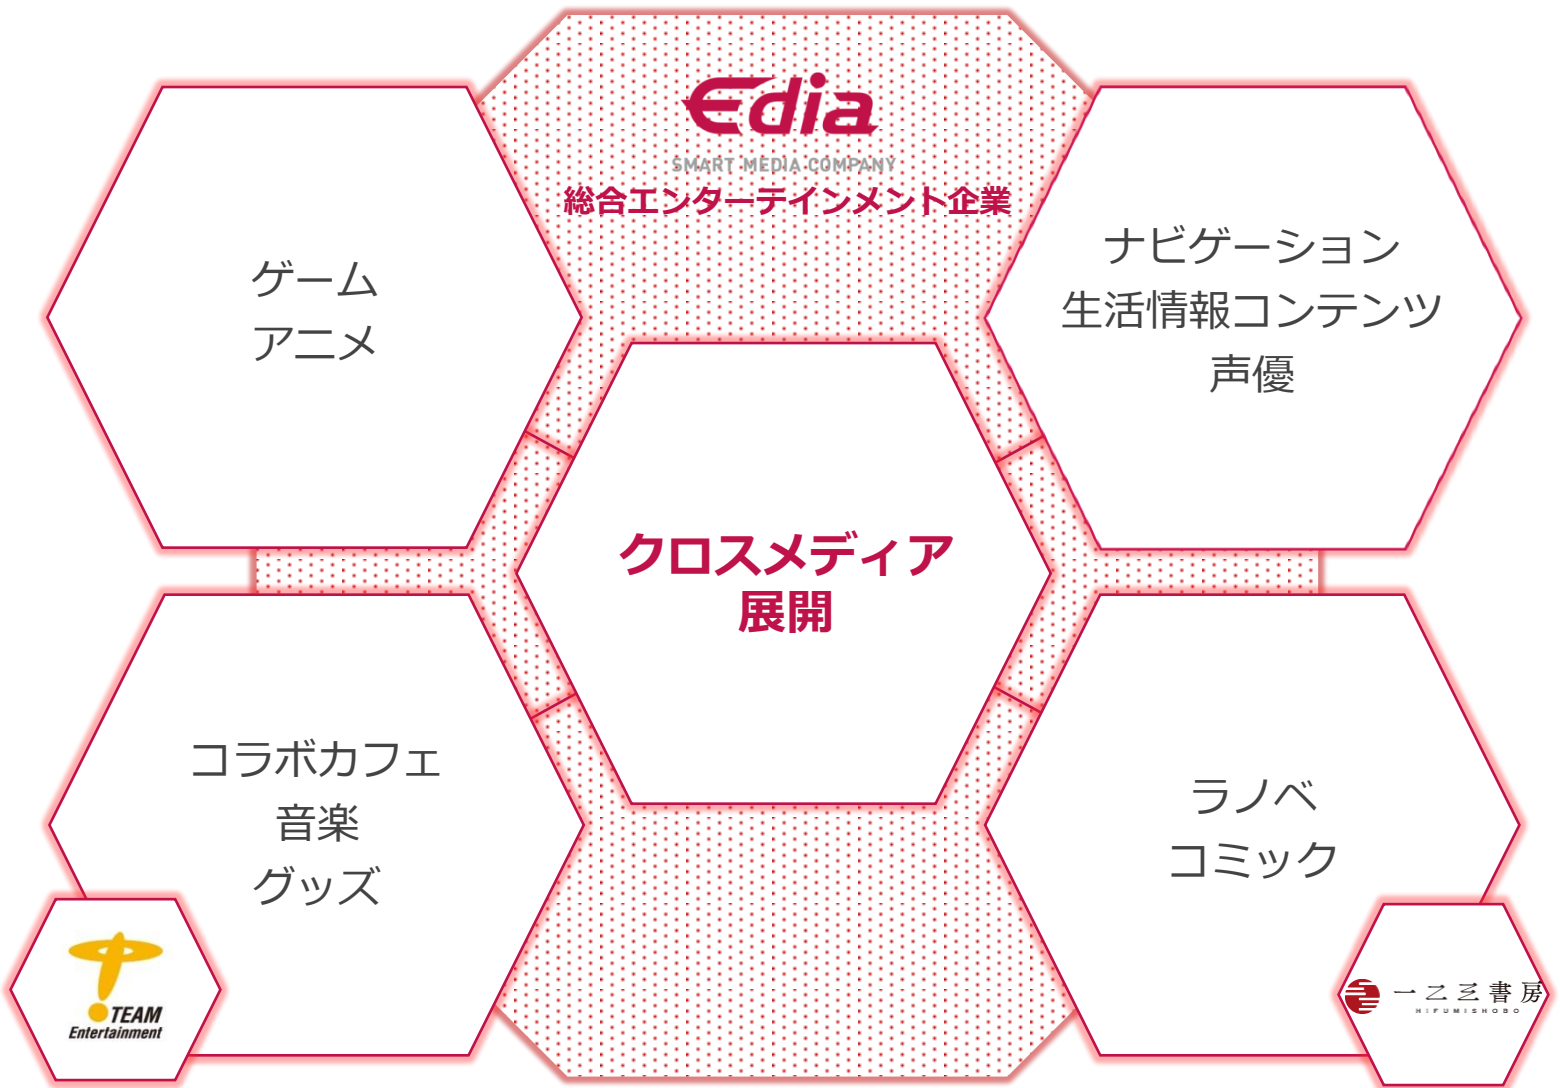 Edia
SMART MEDIA COMPANY
総合エンターテインメント企業
ゲーム
アニメ
ナビゲーション
生活情報コンテンツ
声優
クロスメディア
展開
コラボカフェ
音楽
グッズ
ラノベ
コミック
TEAM
Entertainment
一二三書房
HIFUMISHOBO